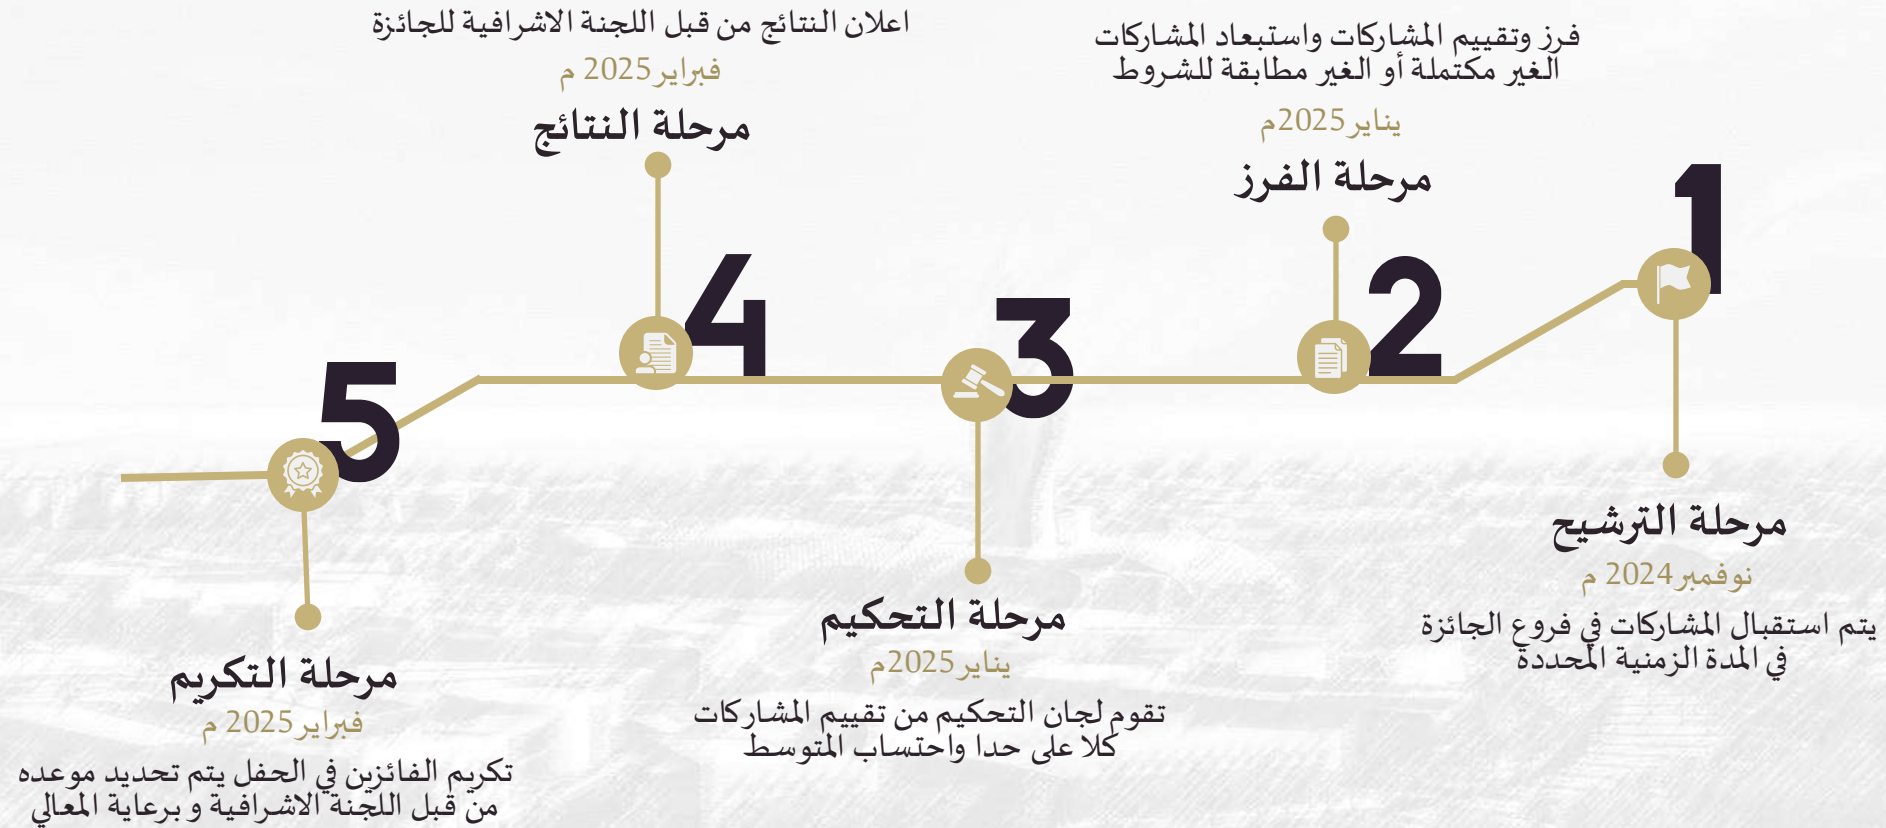 1
مرحلة الترشيح
نوفمبر 2024 م
يتم استقبال المشاركات في فروع الجائزة
في المدة الزمنية المحددة
فرز وتقييم المشاركات واستبعاد المشاركات
الغير مكتملة أو الغير مطابقة للشروط
يناير 2025م
مرحلة الفرز
2
3
مرحلة التحكيم
يناير 2025م
تقوم لجان التحكيم من تقييم المشاركات
كلا على حدا واحتساب المتوسط
اعلان النتائج من قبل اللجنة الاشرافية للجائزة
فبراير 2025 م
مرحلة النتائج
4
5
مرحلة التكريم
فبراير 2025 م
تكريم الفائزين في الحفل يتم تحديد موعده
من قبل اللجنة الاشرافية و برعاية المعالي